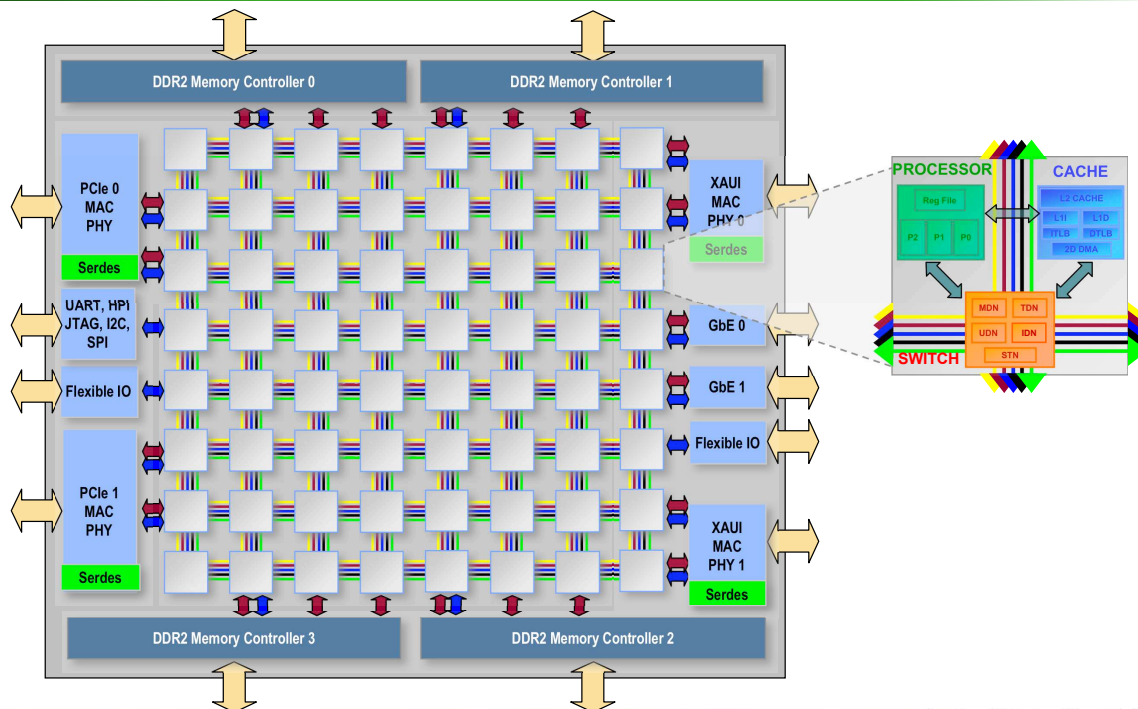 DDR2 Memory Controller 0
DDR2 Memory Controller 1
PCIe 0
MAC
PHY
Serdes
UART, HPI
JTAG, I2C,
SPI
Flexible IO
PCIe 1
MAC
PHY
Serdes
XAUI
MAC
PHY 0
Serdes
GbE 0
GbE 1
Flexible IO
XAUI
MAC
PHY 1
Serdes
DDR2 Memory Controller 3
DDR2 Memory Controller 2
PROCESSOR
CACHE
Reg File
P2
P1
P0
L2 CACHE
L1I
L1D
ITLB
DTLB
2D DMA
MDN
TDN
UDN
IDN
STN
SWITCH